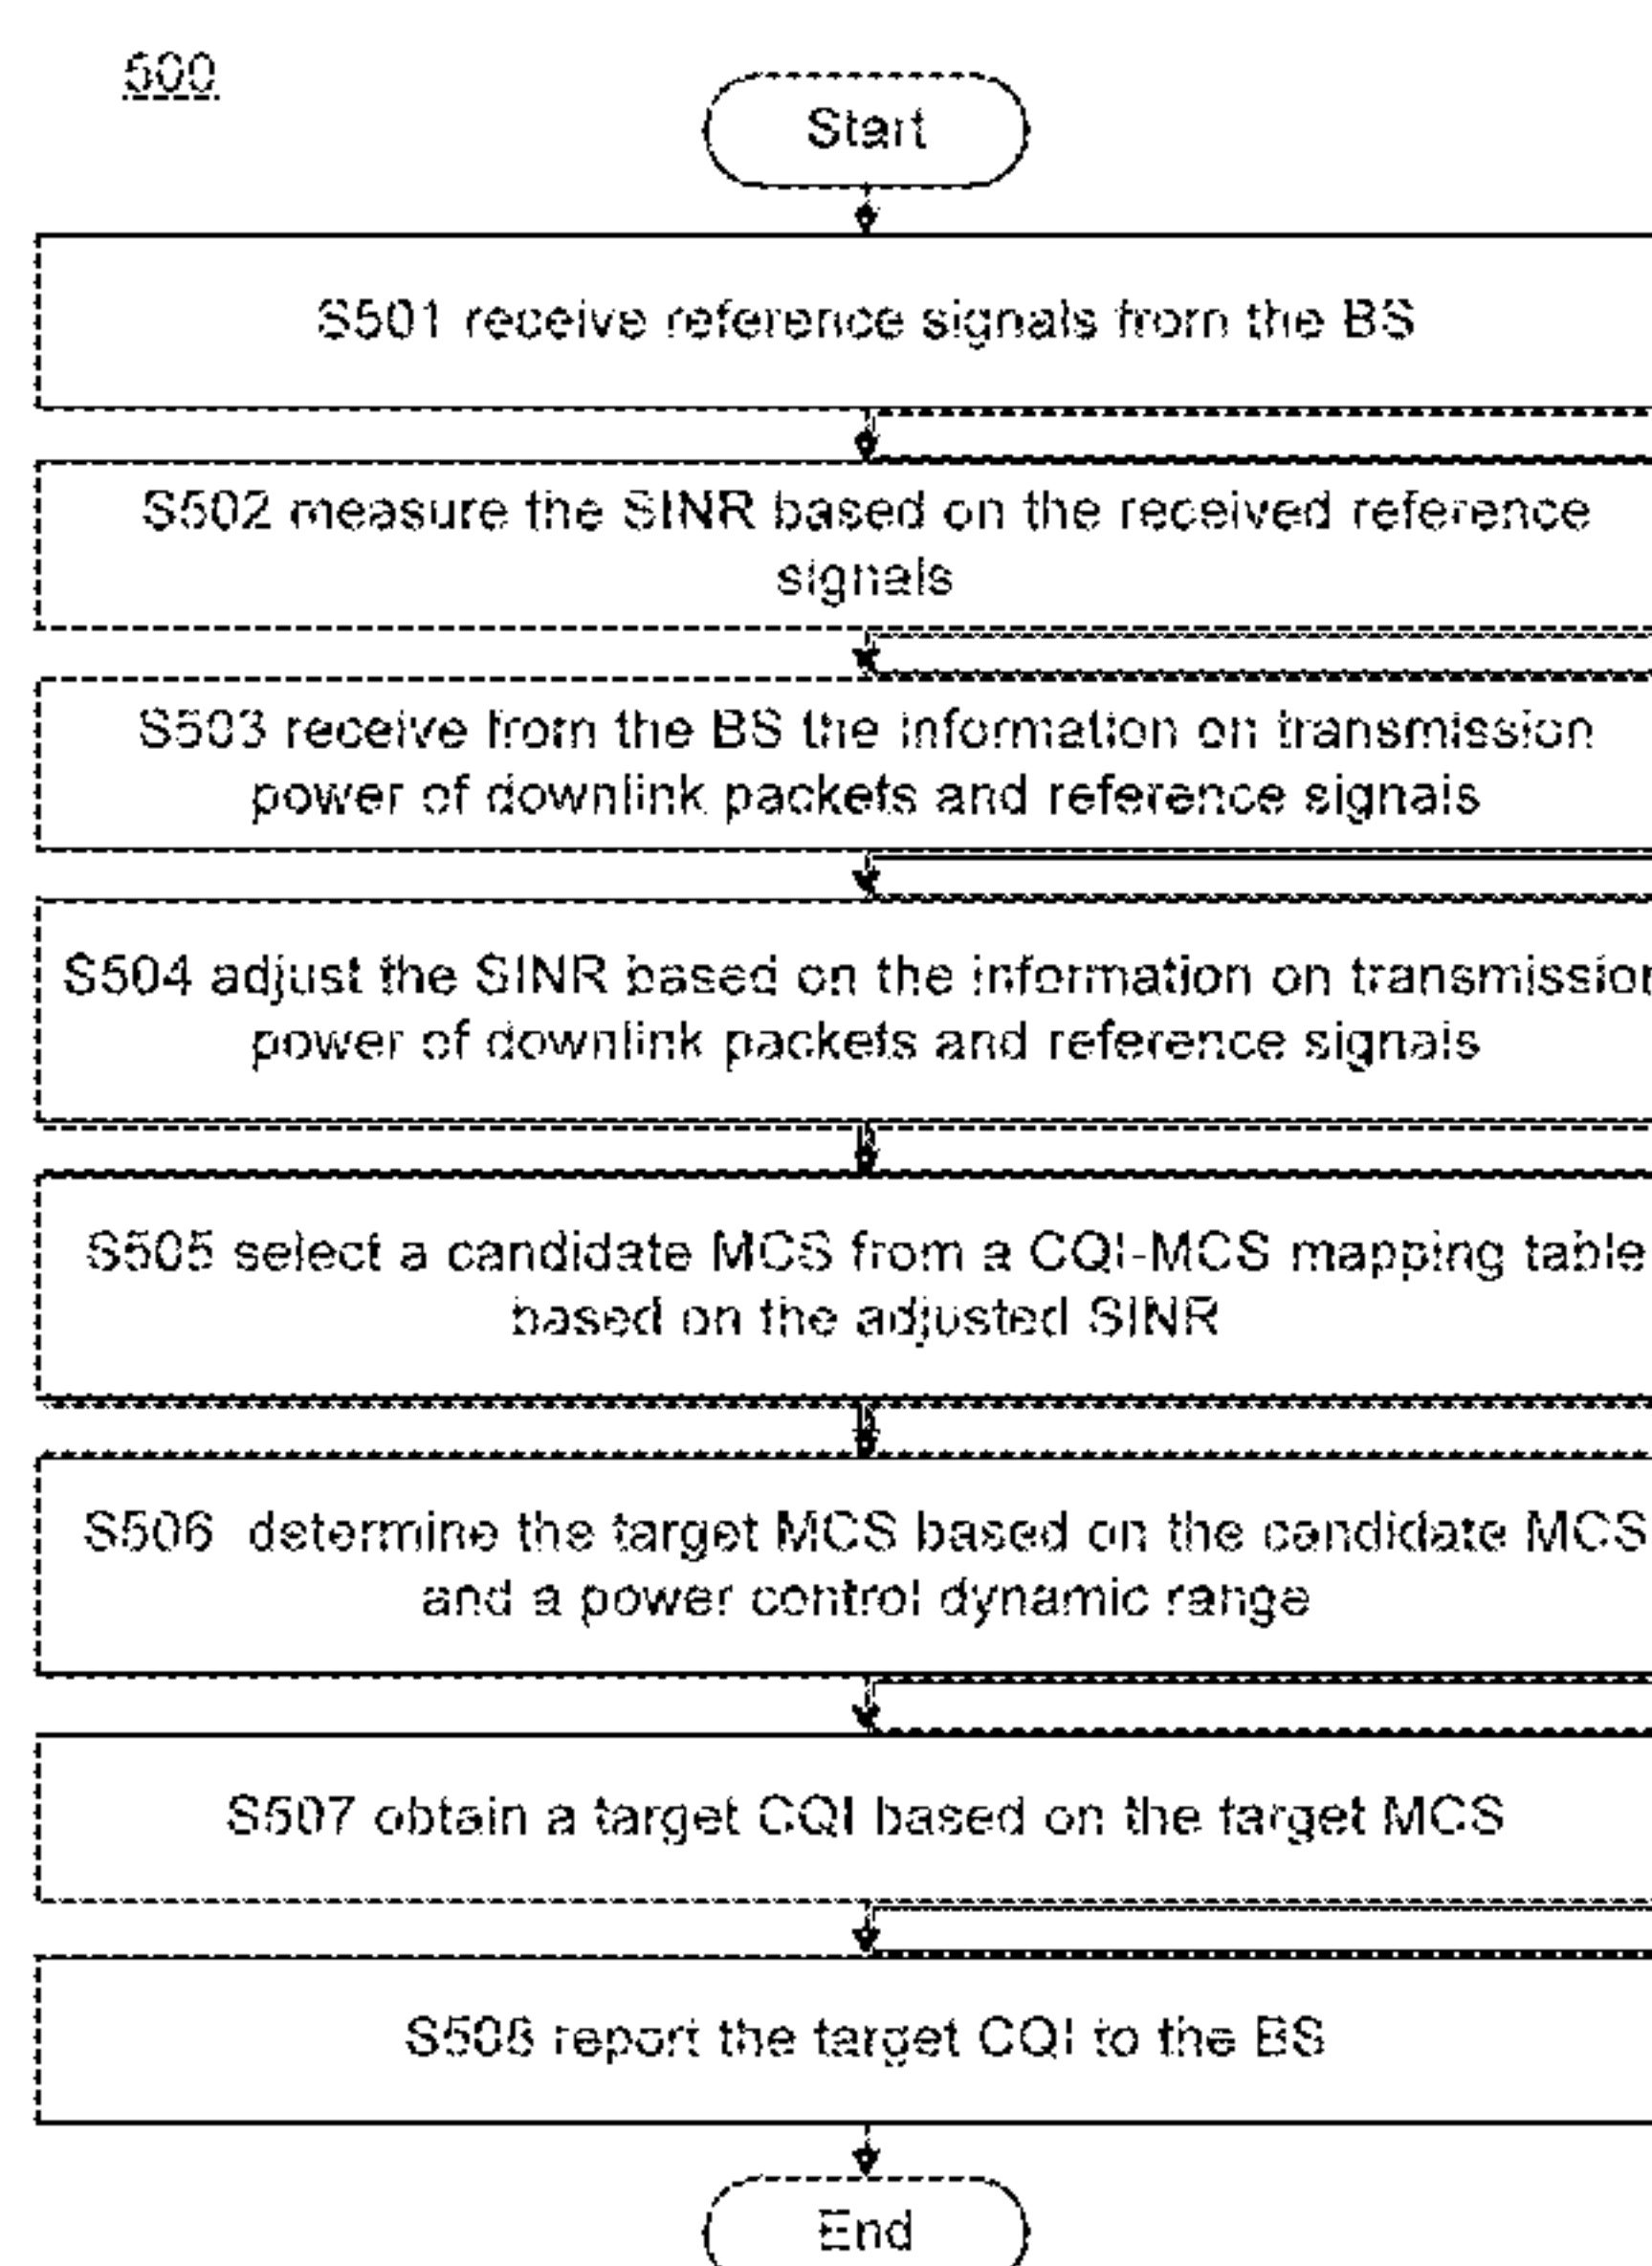 500
Start
S501 receive reference signals from the BS
S502 measure the SINR based on the received reference
signals
S503 receive from the BS the information on transmission
power of downlink packets and reference signals
S504 adjust the SINR based on the information on transmission
power of downlink packets and reference signals
S505 select a candidate MCS from a CQI-MCS mapping table
based on the adjusted SINR
S506 determine the target MCS based on the candidate MCS
and a power control dynamic range
S507 obtain a target CQI based on the target MCS
S508 report the target CQI to the BS
End